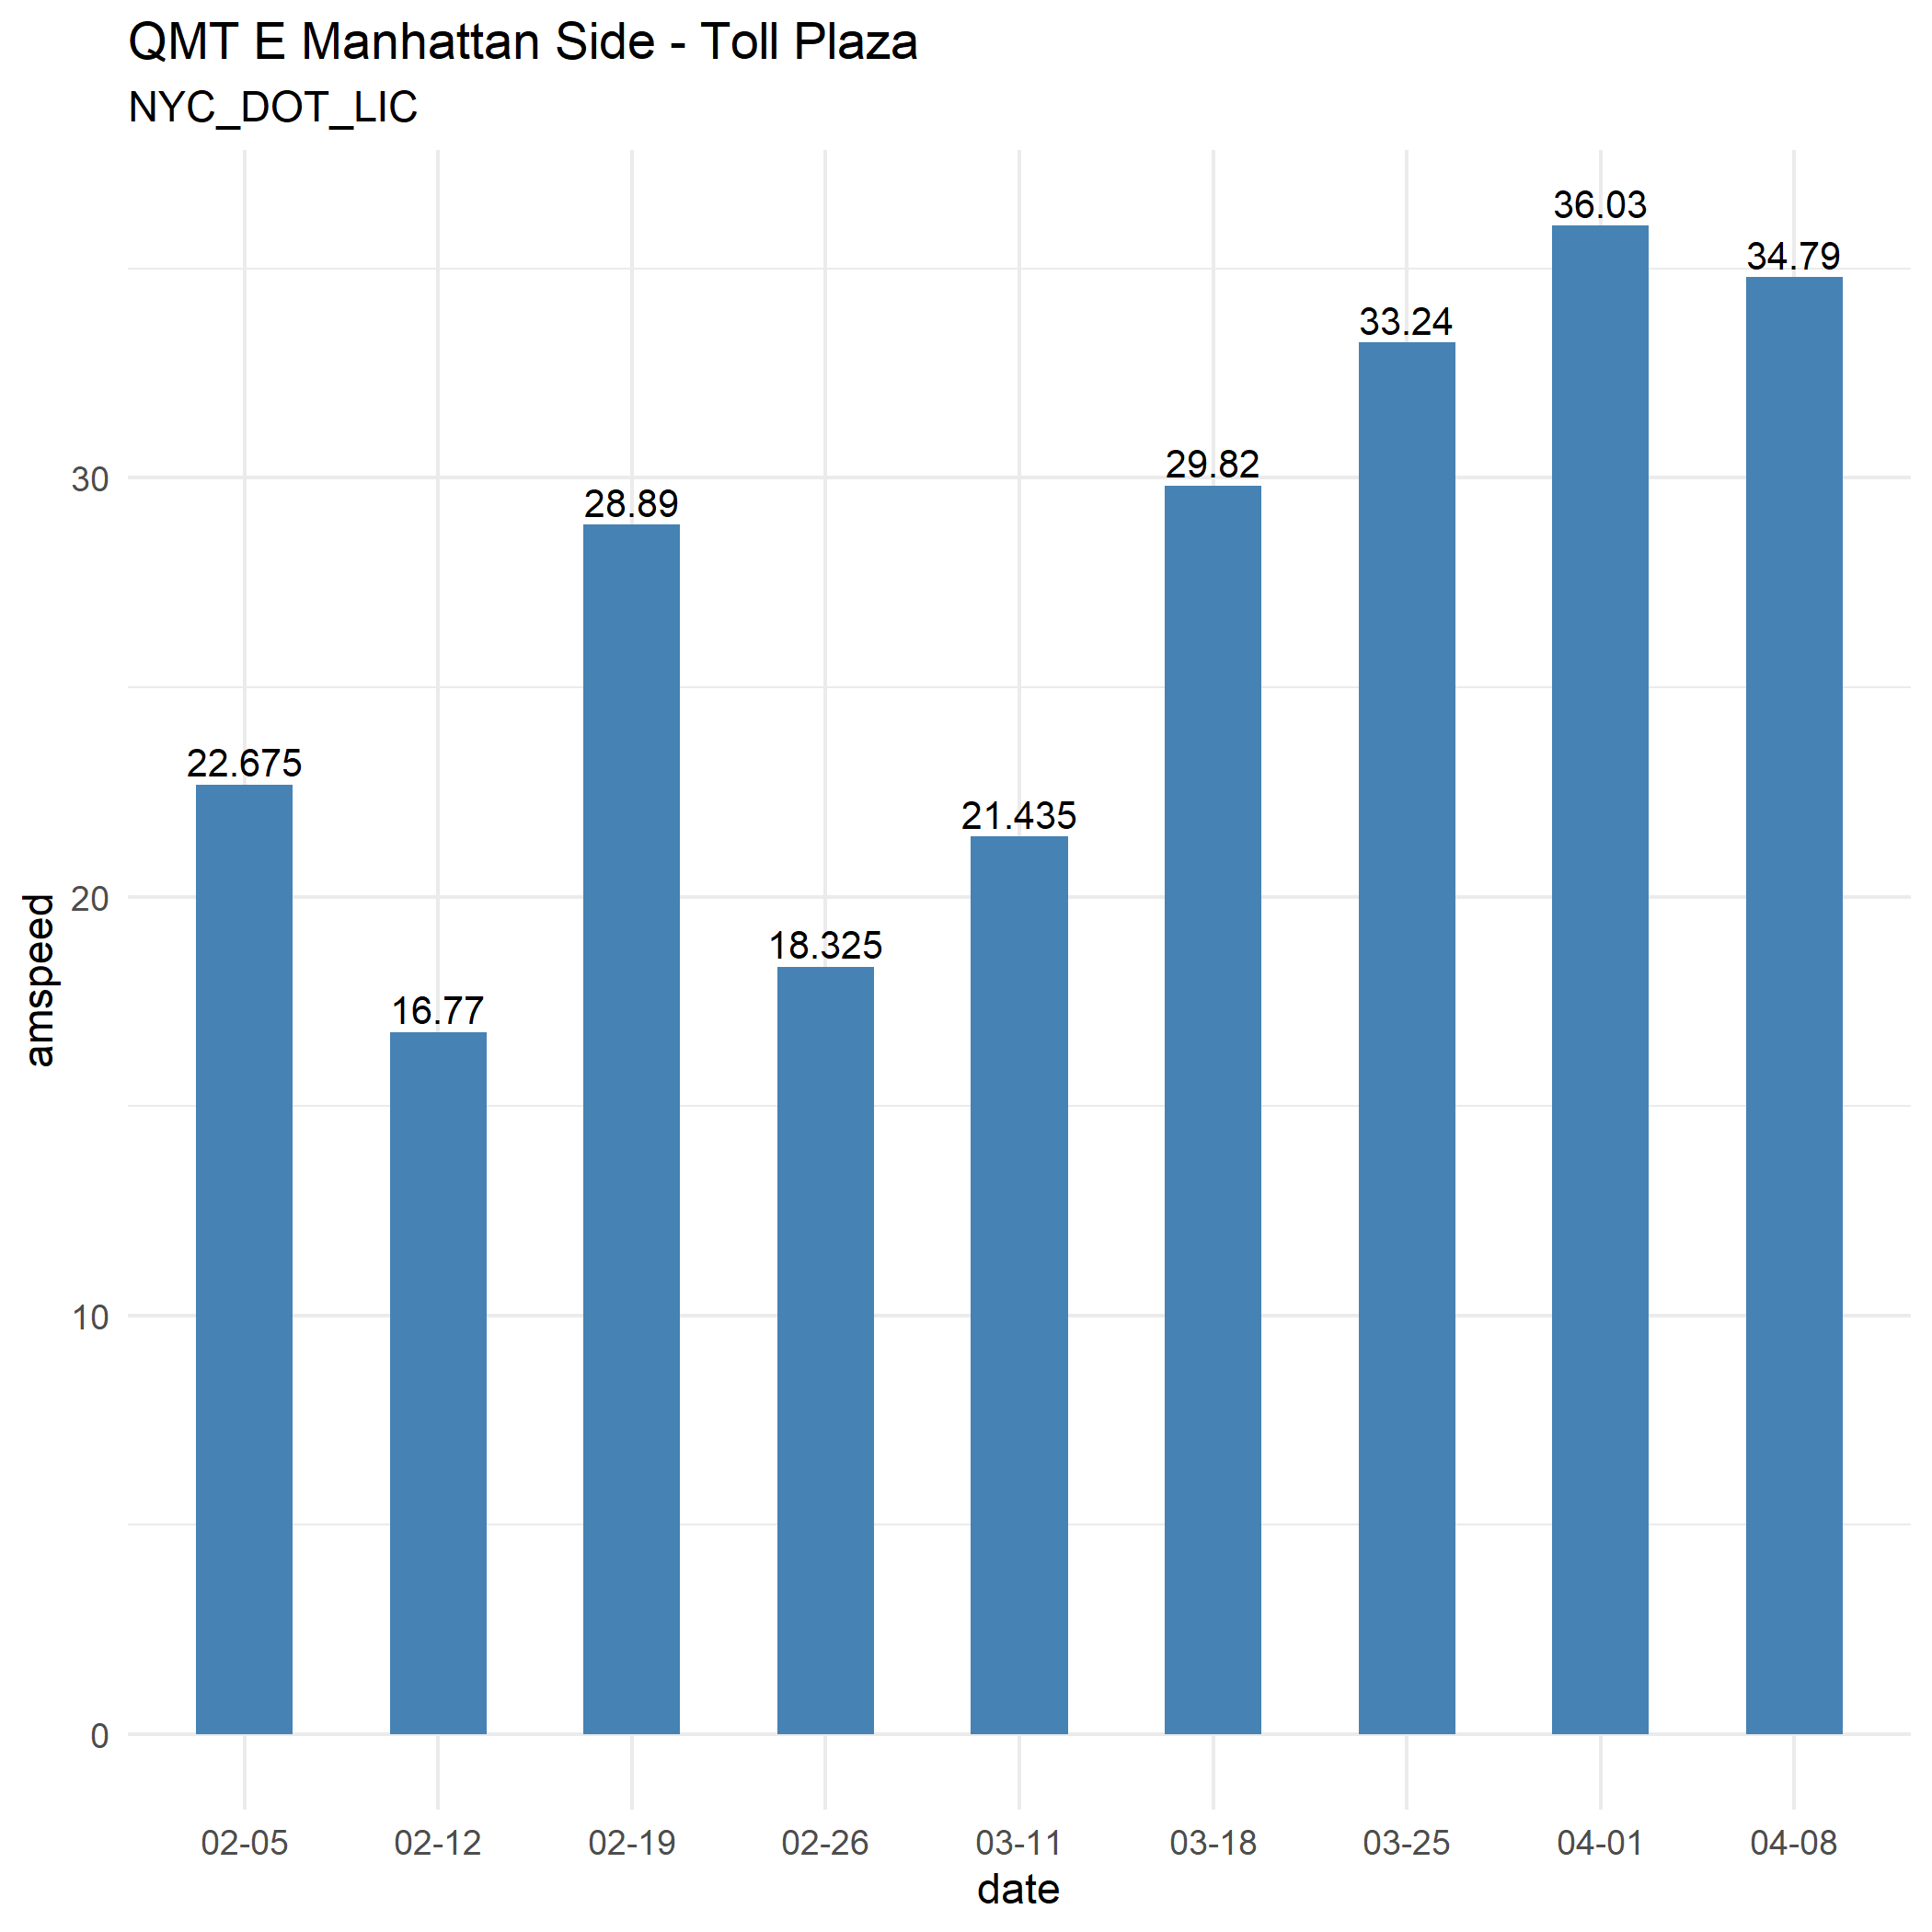 QMT E Manhattan Side - Toll Plaza
NYC_DOT_LIC
36.03
34.79
33.24
29.82
28.89
22.675
21.435
18.325
16.77
30
20
10
0
amspeed
02-05 02-12 02-19 02-26 03-11 03-18 03-25 04-01 04-08
date